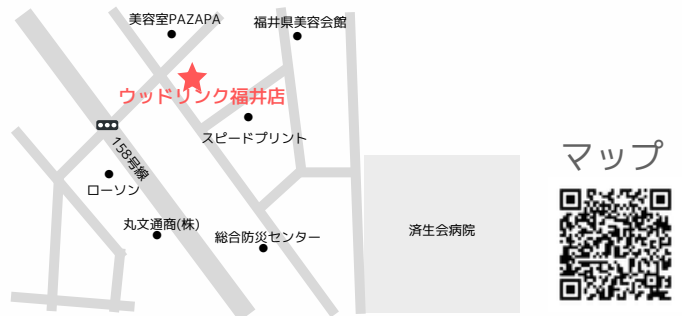 美容室PAZAPA
福井県美容会館
ウッドリンク福井店
スピードプリント
158号線
マップ
ローソン
丸文通商(株)
総合防災センター
済生会病院